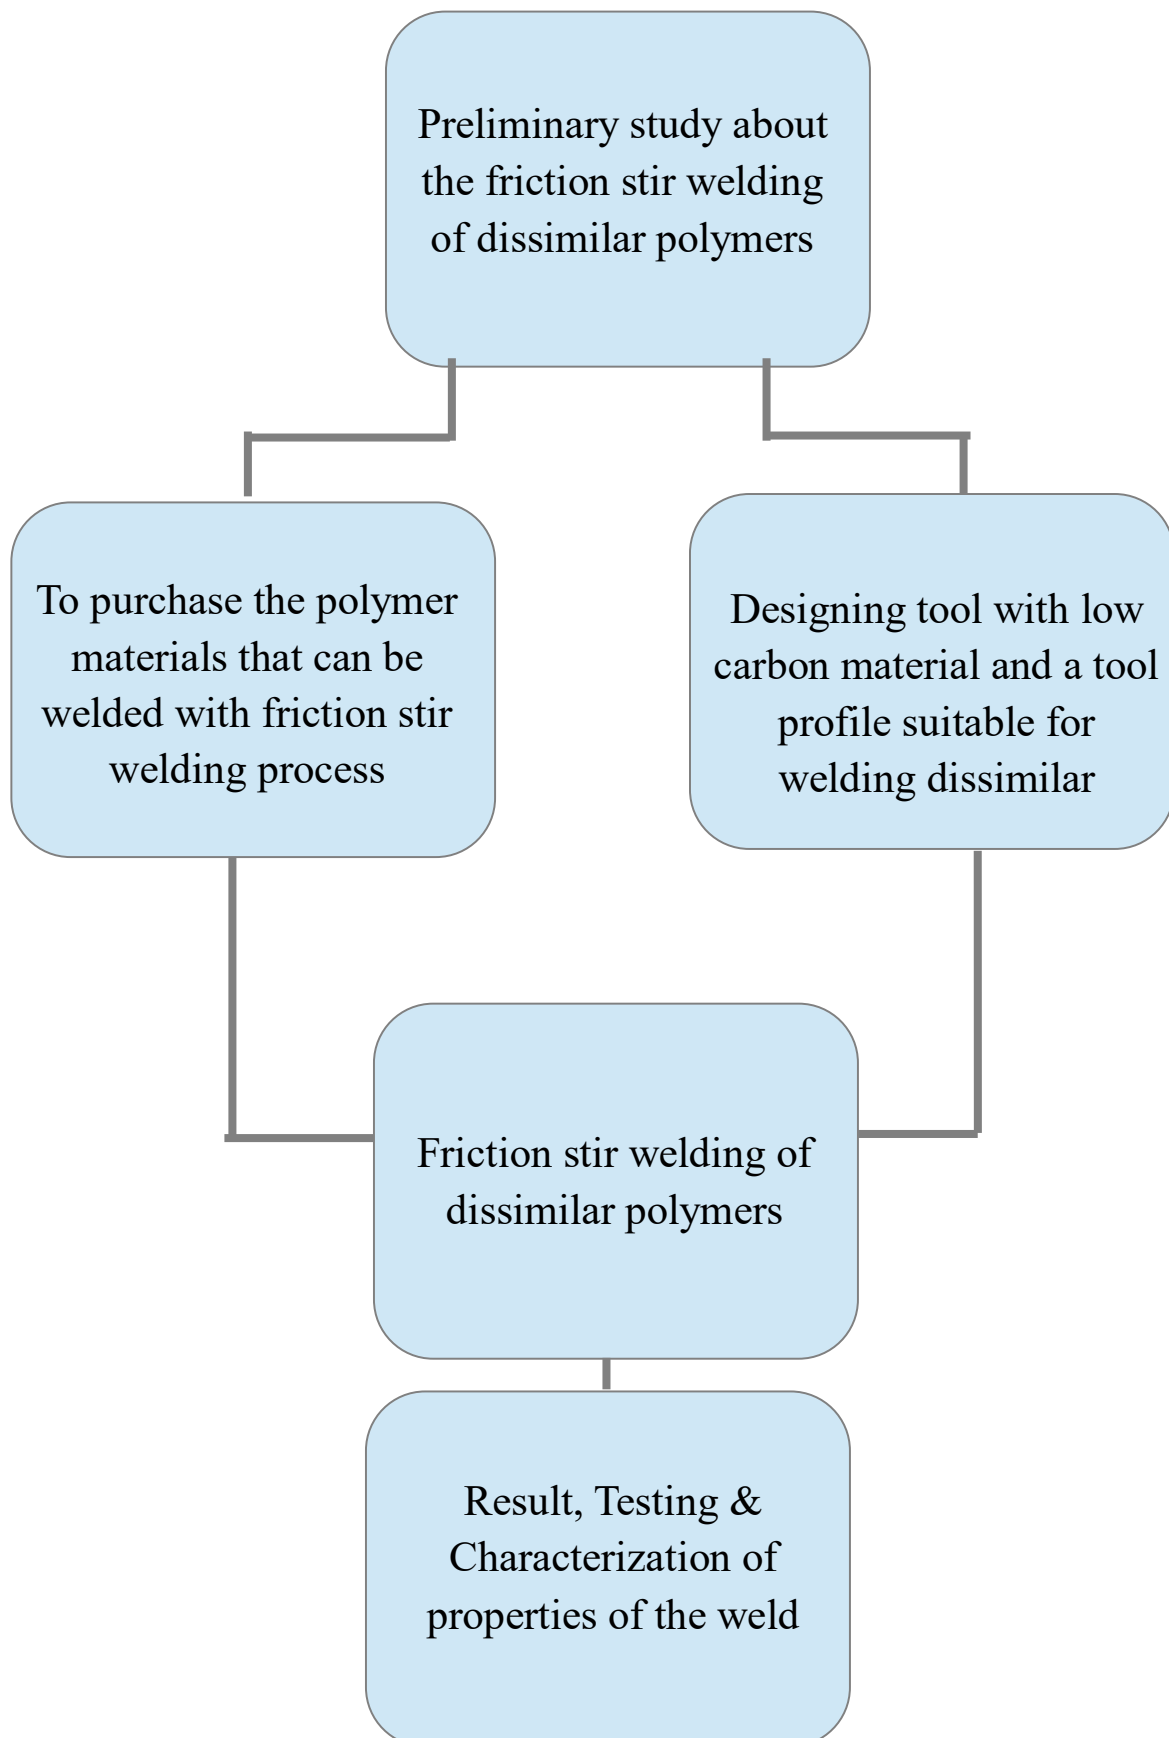 Preliminary study about
the friction stir welding
of dissimilar polymers
To purchase the polymer
materials that can be
welded with friction stir
welding process
Designing tool with low
carbon material and a tool
profile suitable for
welding dissimilar
Friction stir welding of
dissimilar polymers
Result, Testing &
Characterization of
properties of the weld